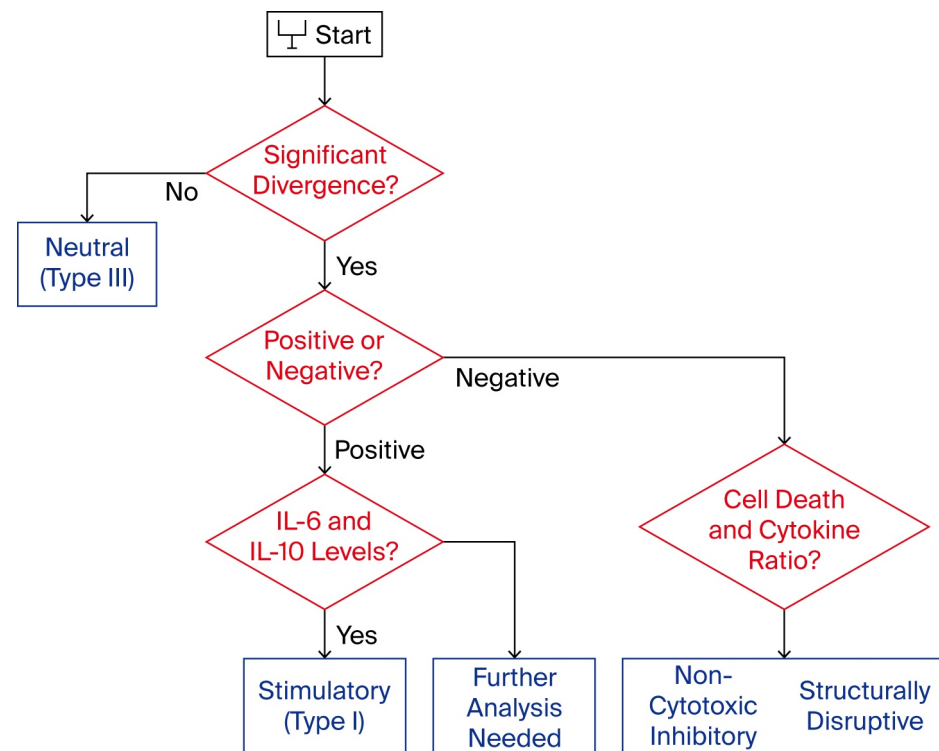 Start
Significant
Divergence?
No
Neutral
(Type III)
Yes
Positive or
Negative?
Negative
Positive
IL-6 and
IL-10 Levels?
Cell Death
and Cytokine
Ratio?
Yes
Stimulatory
(Type I)
Further
Analysis
Needed
Non-
Cytotoxic
Inhibitory
Structurally
Disruptive